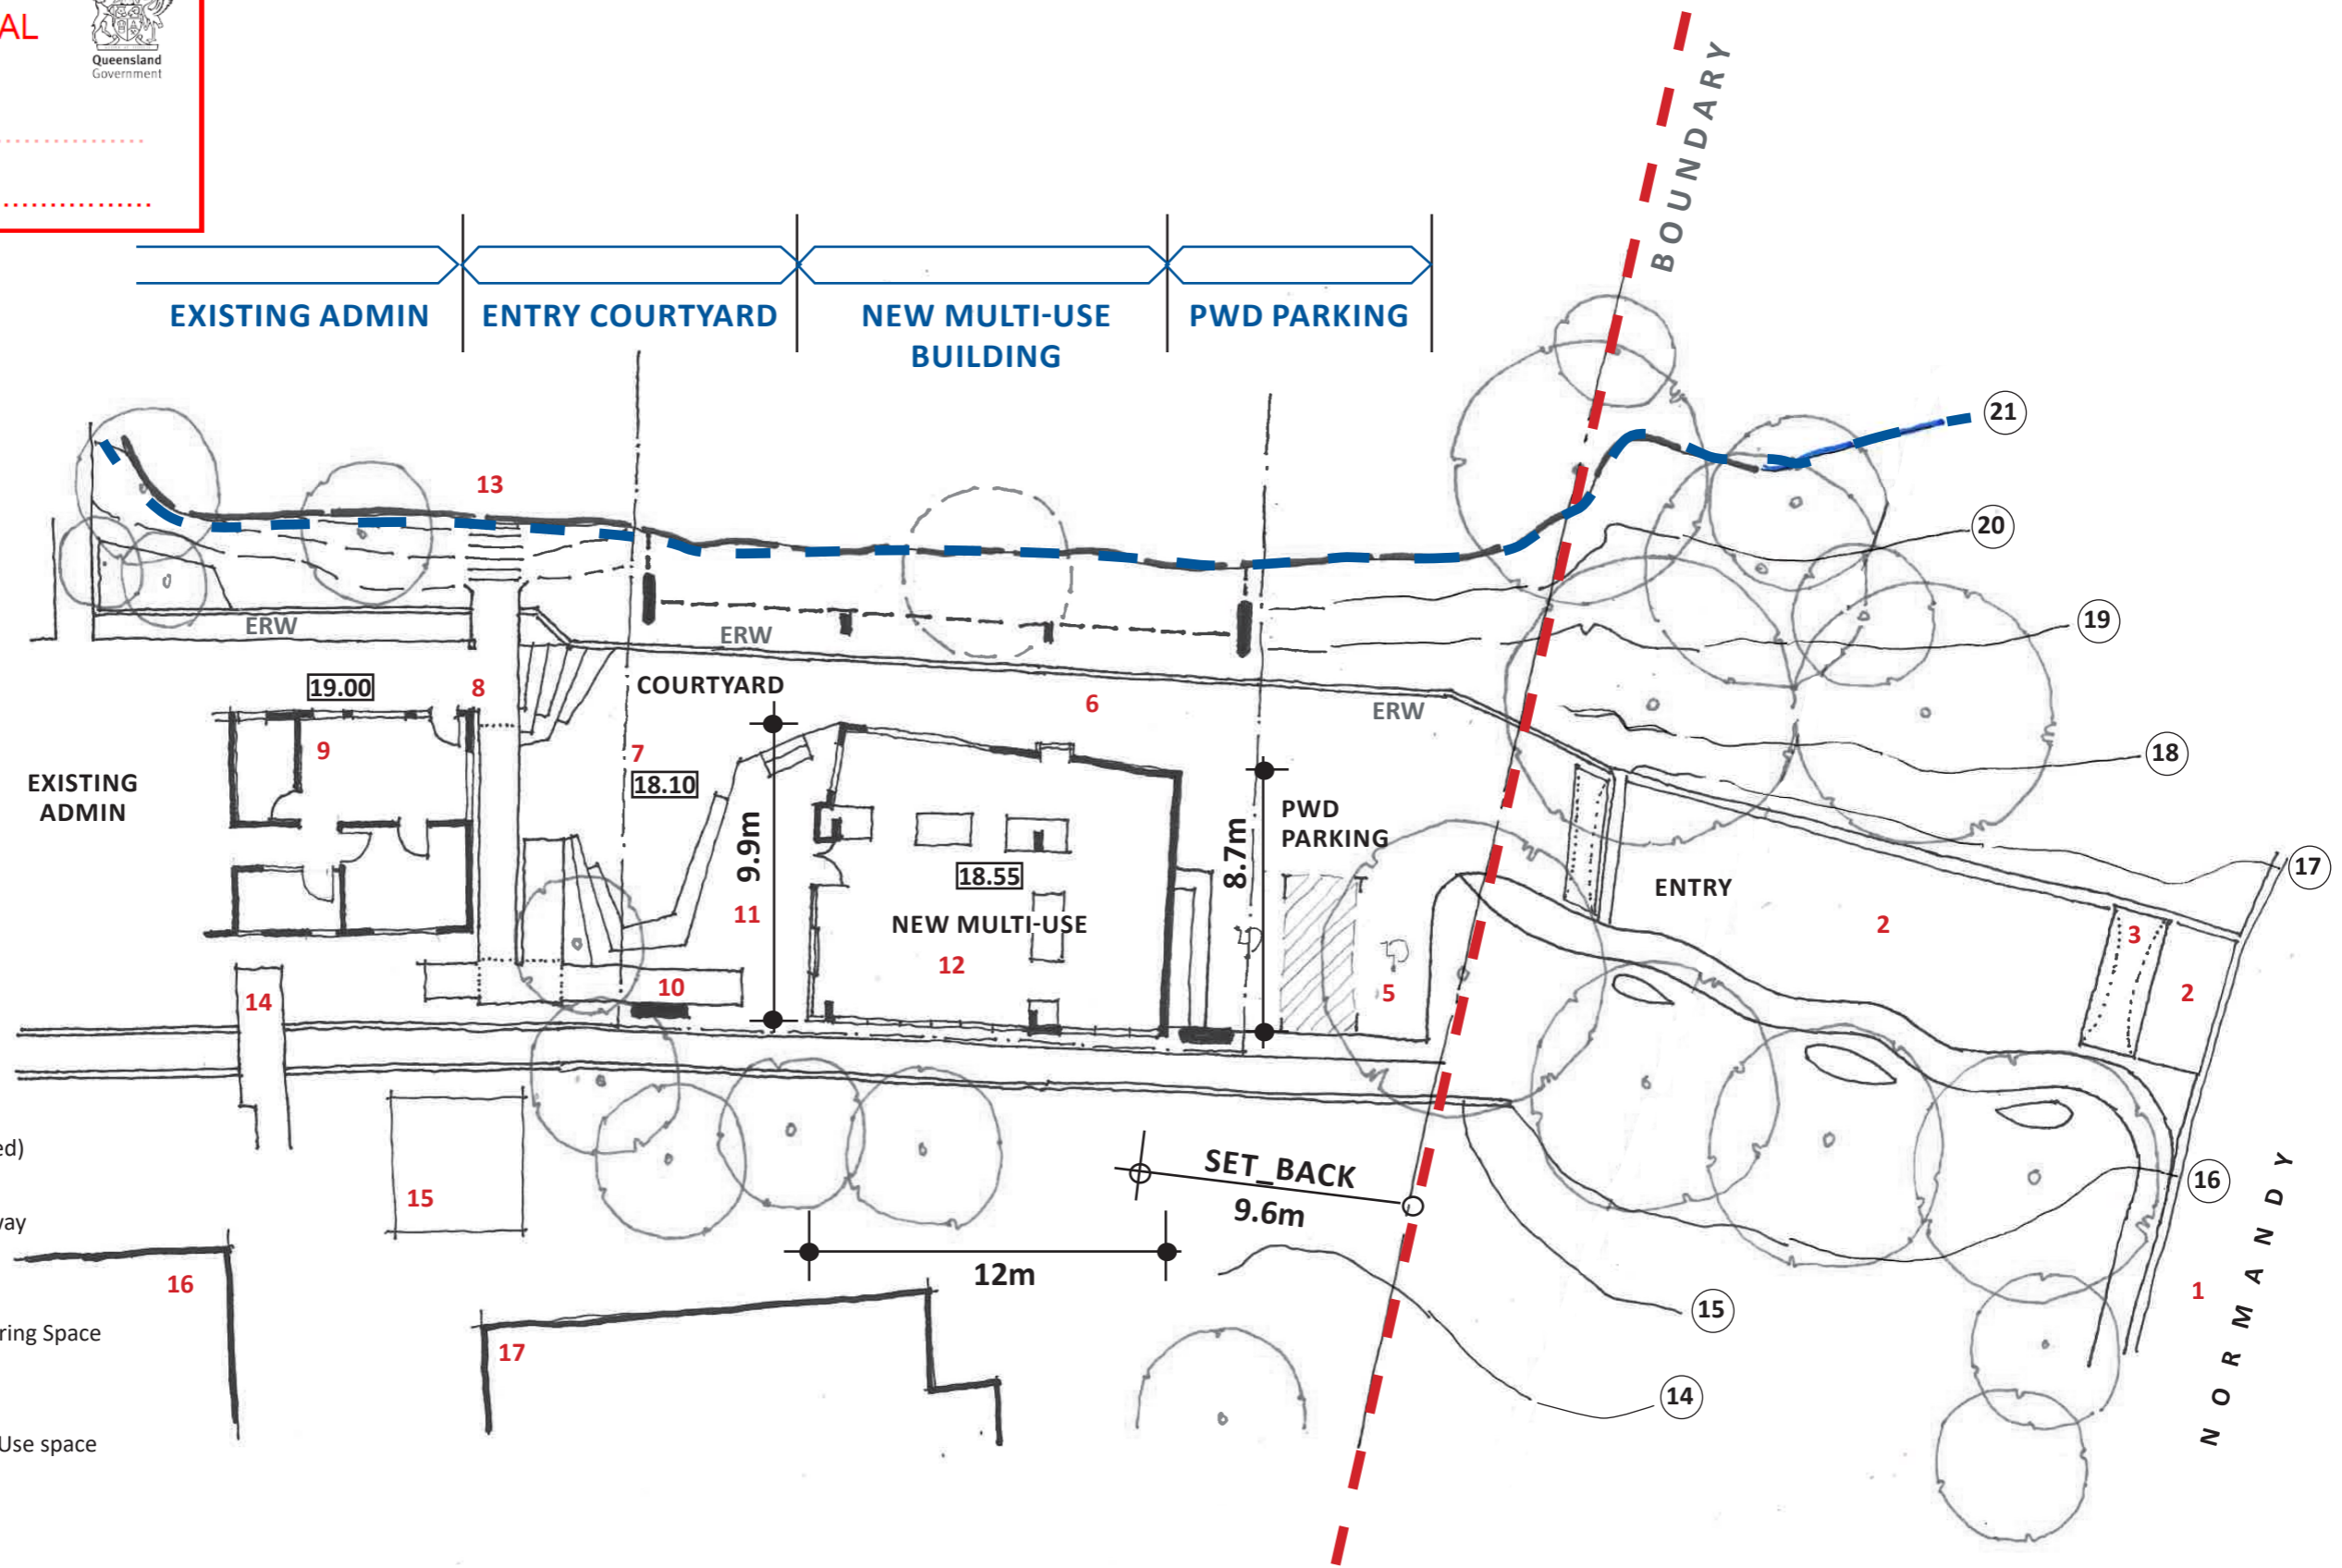 AL
Queensland
Government
BOUNDARY
EXISTING ADMIN
ENTRY COURTYARD
NEW MULTI-USE
BUILDING
PWD PARKING
21
13
20
19
ERW
ERW
COURTYARD
19.00
8
6
ERW
9
7
18
EXISTING
ADMIN
18.10
PWD
PARKING
9.9m
8.7m
17
18.55
ENTRY
11
NEW MULTI-USE
2
3
12
10
5
2
14
ed)
SET_BACK
9.6m
16
15
way
12m
16
1
NORMANDY
15
ring Space
17
14
Use space